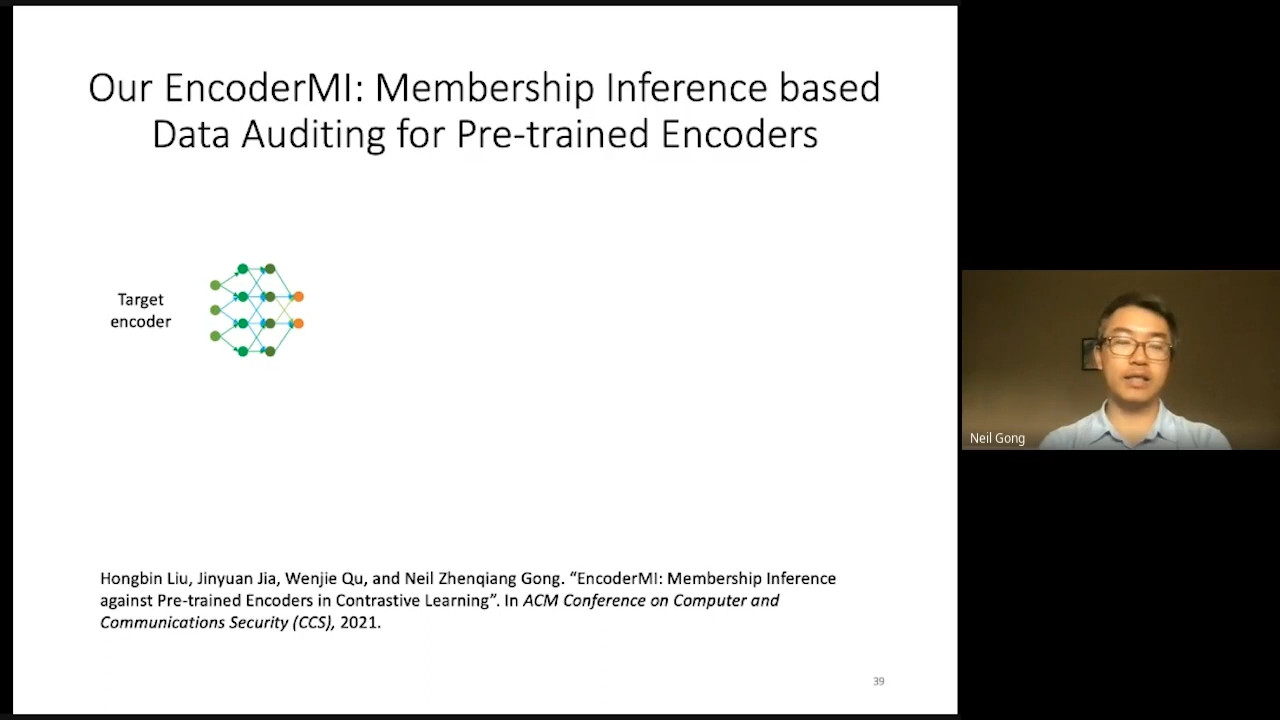 Our EncoderMI: Membership Inference based
Data Auditing for Pre-trained Encoders
Target
encoder
Hongbin Liu, Jinyuan Jia, Wenjie Qu, and Neil Zhenqiang Gong. “EncoderMI: Membership Inference
against Pre-trained Encoders in Contrastive Learning”. In ACM Conference on Computer and
Communications Security (CCS), 2021.
39
Neil Gong